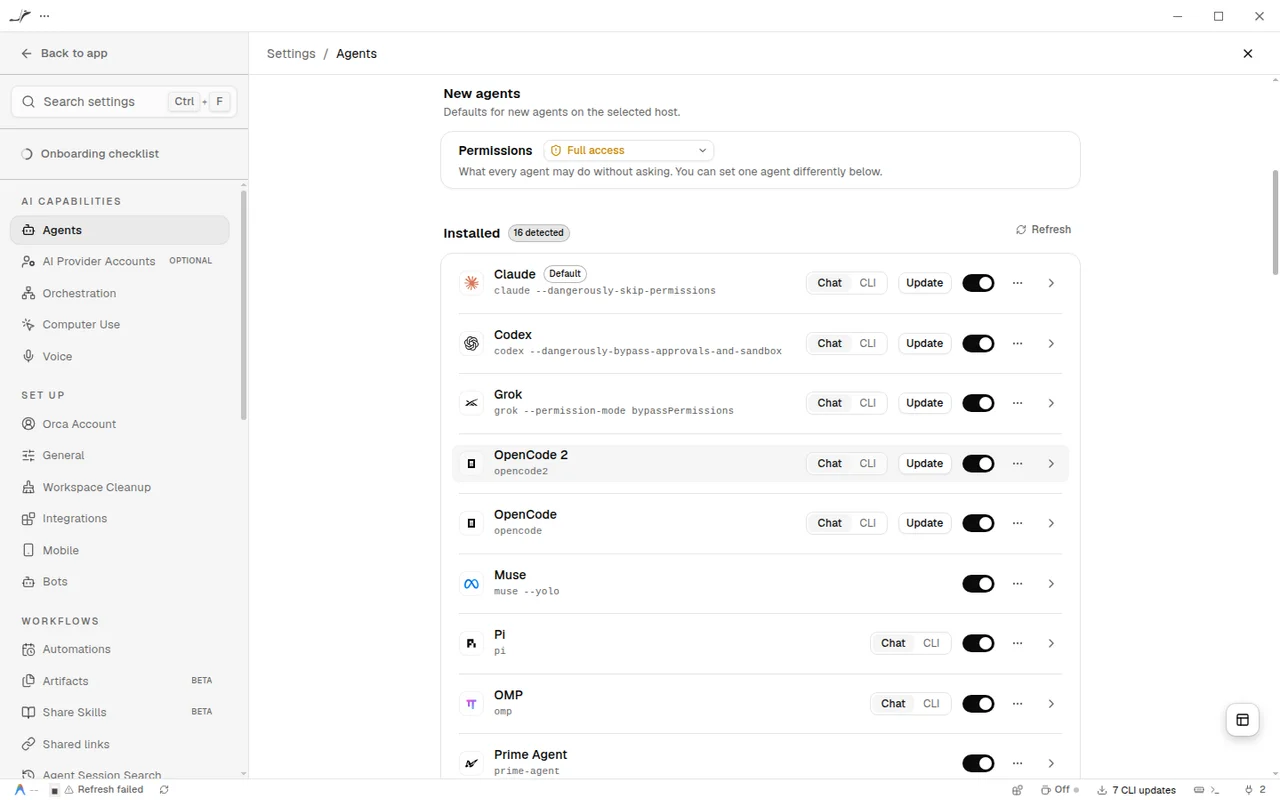 Back to app
Settings / Agents
Search settings
Ctrl + F
Onboarding checklist
AI CAPABILITIES
Agents
AI Provider Accounts OPTIONAL
Orchestration
Computer Use
Voice
SET UP
Orca Account
General
Workspace Cleanup
Integrations
Mobile
Bots
WORKFLOWS
Automations
Artifacts BETA
Share Skills BETA
Shared links
Agent Session Search
New agents
Defaults for new agents on the selected host.
Permissions Full access
What every agent may do without asking. You can set one agent differently below.
Installed 16 detected Refresh
Claude Default
claude --dangerously-skip-permissions
Chat CLI Update
Codex
codex --dangerously-bypass-approvals-and-sandbox
Chat CLI Update
Grok
grok --permission-mode bypassPermissions
Chat CLI Update
OpenCode 2
opencode2
Chat CLI Update
OpenCode
opencode
Chat CLI Update
Muse
muse --yolo
Pi
pi
Chat CLI
OMP
omp
Chat CLI
Prime Agent
prime-agent
-- Refresh failed
Off
7 CLI updates
2